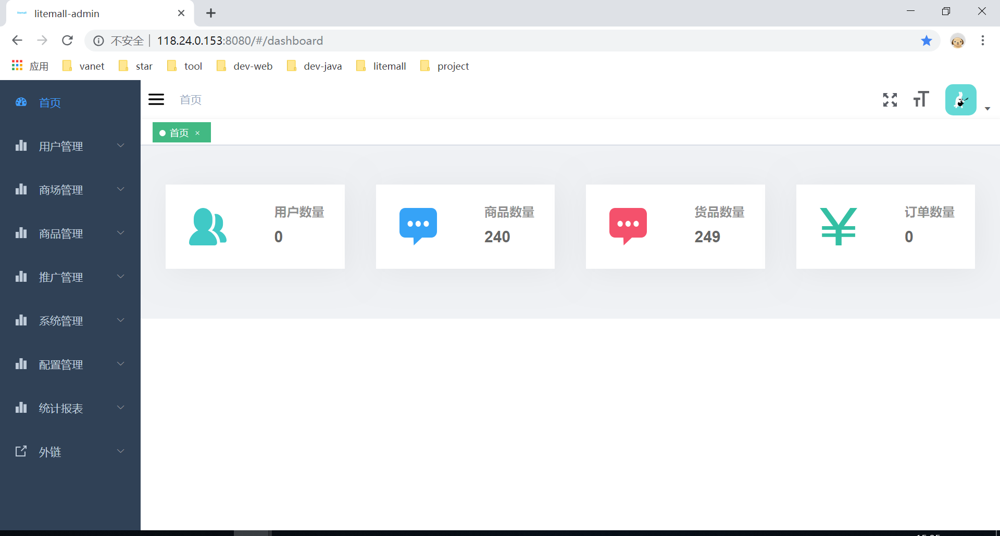 litemall-admin
不安全 118.24.0.153:8080/#/dashboard
应用 vanet star tool dev-web dev-java litemall project
首页
用户管理
商场管理
商品管理
推广管理
系统管理
配置管理
统计报表
外链
首页
首页 ×
用户数量
0
商品数量
240
货品数量
249
订单数量
0